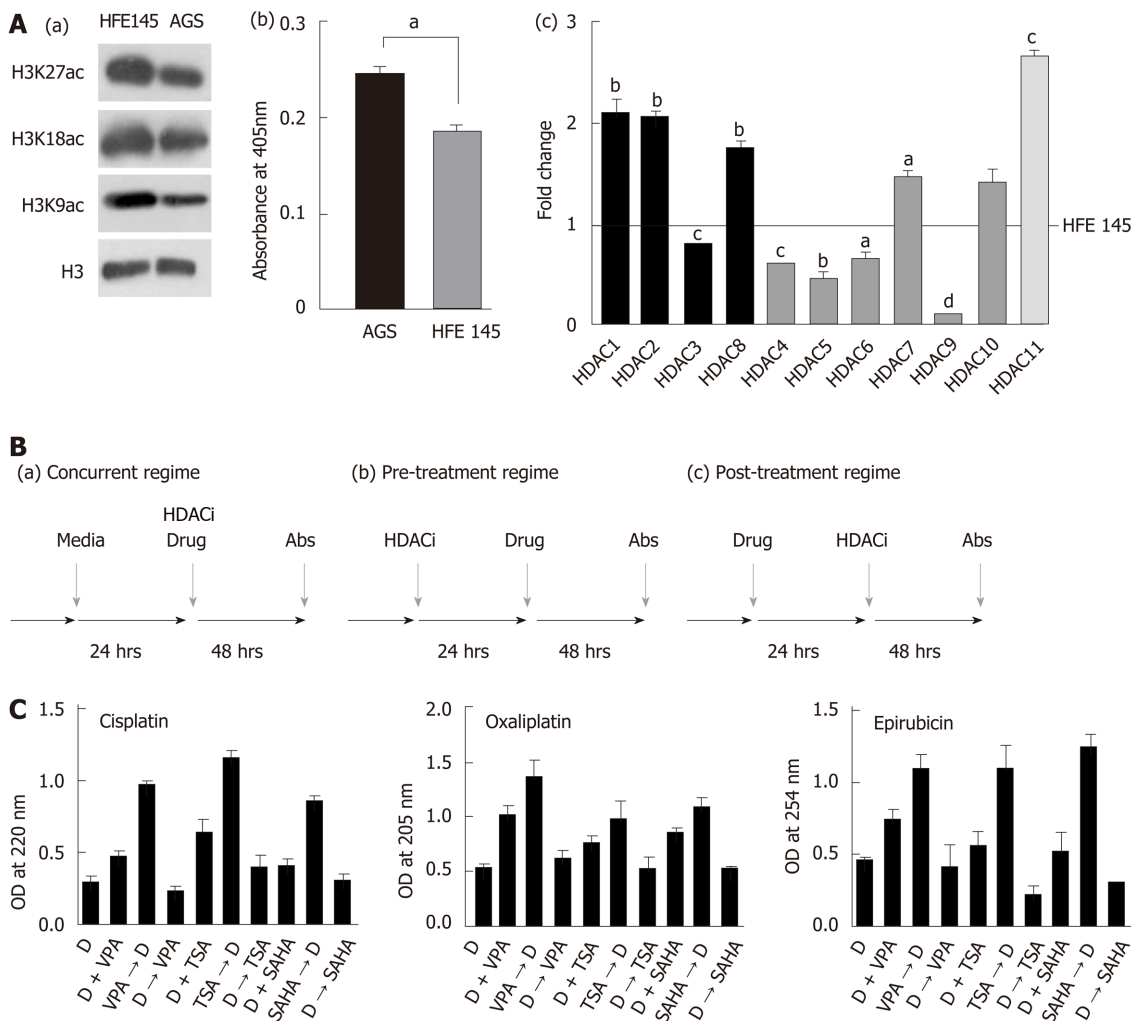 A (a)
HFE145 AGS
H3K27ac
H3K18ac
H3K9ac
H3
(b)
0.3
0.2
0.1
0
Absorbance at 405nm
a
AGS HFE 145
(c)
3
2
1
0
Fold change
b b c b c b a a d c
HFE 145
HDAC1 HDAC2 HDAC3 HDAC8 HDAC4 HDAC5 HDAC6 HDAC7 HDAC9 HDAC10 HDAC11
B
(a) Concurrent regime
HDACi
Media Drug Abs
24 hrs 48 hrs
(b) Pre-treatment regime
HDACi Drug Abs
24 hrs 48 hrs
(c) Post-treatment regime
Drug HDACi Abs
24 hrs 48 hrs
C
Cisplatin
1.5
1.0
0.5
0.0
OD at 220 nm
D
D + VPA
VPA → D
D → VPA
D + TSA
TSA → D
D → TSA
D + SAHA
SAHA → D
D → SAHA
Oxaliplatin
2.0
1.5
1.0
0.5
0.0
OD at 205 nm
D
D + VPA
VPA → D
D → VPA
D + TSA
TSA → D
D → TSA
D + SAHA
SAHA → D
D → SAHA
Epirubicin
1.5
1.0
0.5
0.0
OD at 254 nm
D
D + VPA
VPA → D
D → VPA
D + TSA
TSA → D
D → TSA
D + SAHA
SAHA → D
D → SAHA